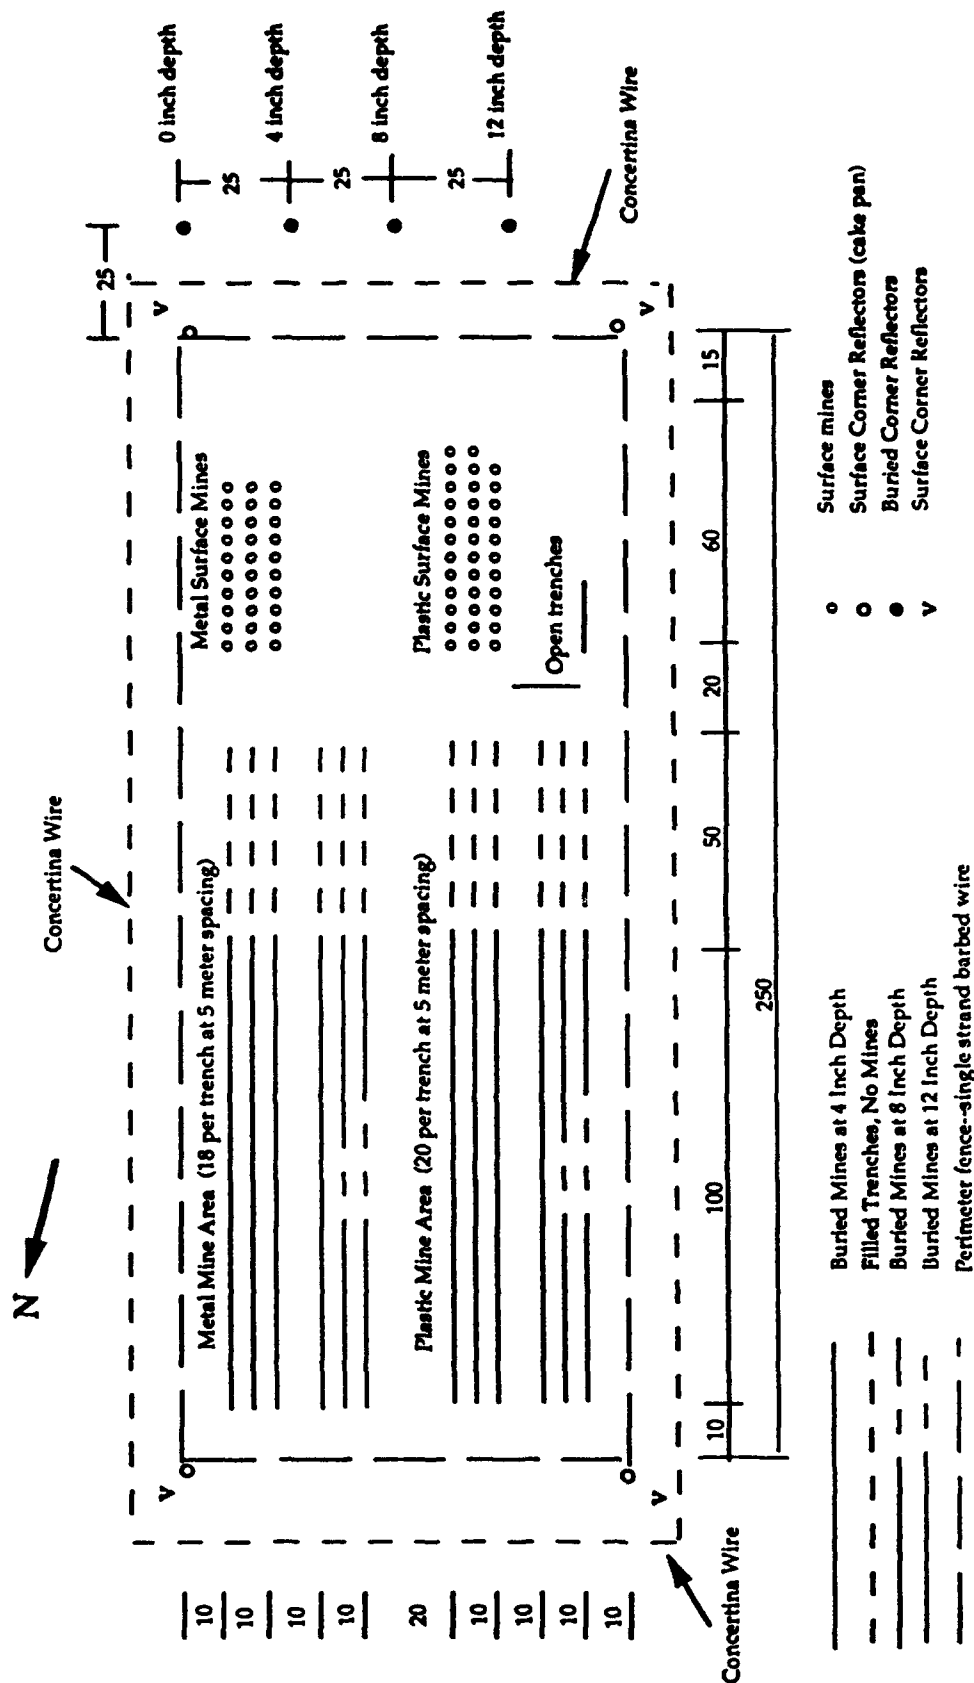 N
Concertina Wire
25
0 inch depth
25
4 inch depth
25
8 inch depth
25
12 inch depth
Concertina Wire
V
V
Metal Mine Area (18 per trench at 5 meter spacing)
Metal Surface Mines
Plastic Mine Area (20 per trench at 5 meter spacing)
Plastic Surface Mines
Open trenches
V
V
10
10
10
10
20
10
10
10
10
Concertina Wire
10
100
50
20
60
15
250
Buried Mines at 4 Inch Depth
Filled Trenches, No Mines
Buried Mines at 8 Inch Depth
Buried Mines at 12 Inch Depth
Perimeter fence--single strand barbed wire
Surface mines
Surface Corner Reflectors (cake pan)
Buried Corner Reflectors
V Surface Corner Reflectors